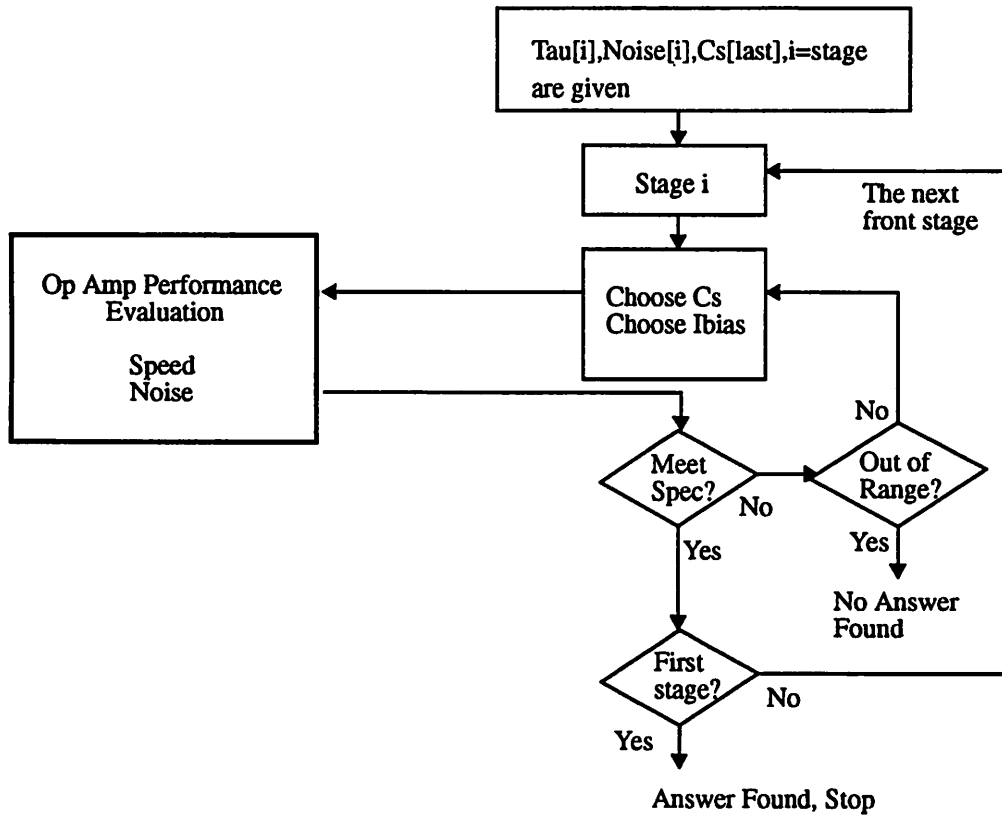 Tau[i],Noise[i],Cs[last],i=stage
are given
Stage i
The next
front stage
Op Amp Performance
Evaluation
Speed
Noise
Choose Cs
Choose Ibias
No
Meet
Spec?
No
Out of
Range?
Yes
Yes
No Answer
Found
First
stage?
No
Yes
Answer Found, Stop